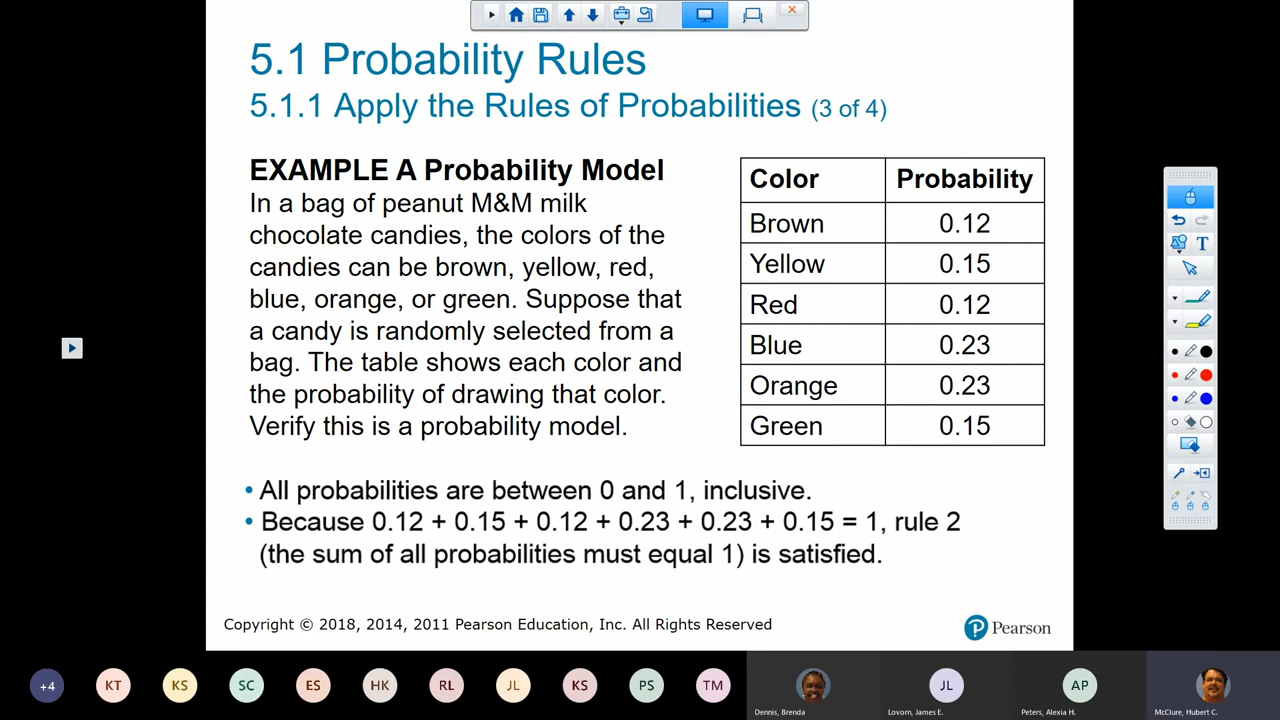 5.1 Probability Rules
5.1.1 Apply the Rules of Probabilities (3 of 4)
EXAMPLE A Probability Model
In a bag of peanut M&M milk
chocolate candies, the colors of the
candies can be brown, yellow, red,
blue, orange, or green. Suppose that
a candy is randomly selected from a
bag. The table shows each color and
the probability of drawing that color.
Verify this is a probability model.
Color Probability
Brown 0.12
Yellow 0.15
Red 0.12
Blue 0.23
Orange 0.23
Green 0.15
• All probabilities are between 0 and 1, inclusive.
• Because 0.12 + 0.15 + 0.12 + 0.23 + 0.23 + 0.15 = 1, rule 2
(the sum of all probabilities must equal 1) is satisfied.
Copyright © 2018, 2014, 2011 Pearson Education, Inc. All Rights Reserved
P Pearson
T
+4 KT KS SC ES HK RL JL KS PS TM JL AP
Dennis, Brenda Lovorn, James E. Peters, Alexia H. McClure, Hubert C.